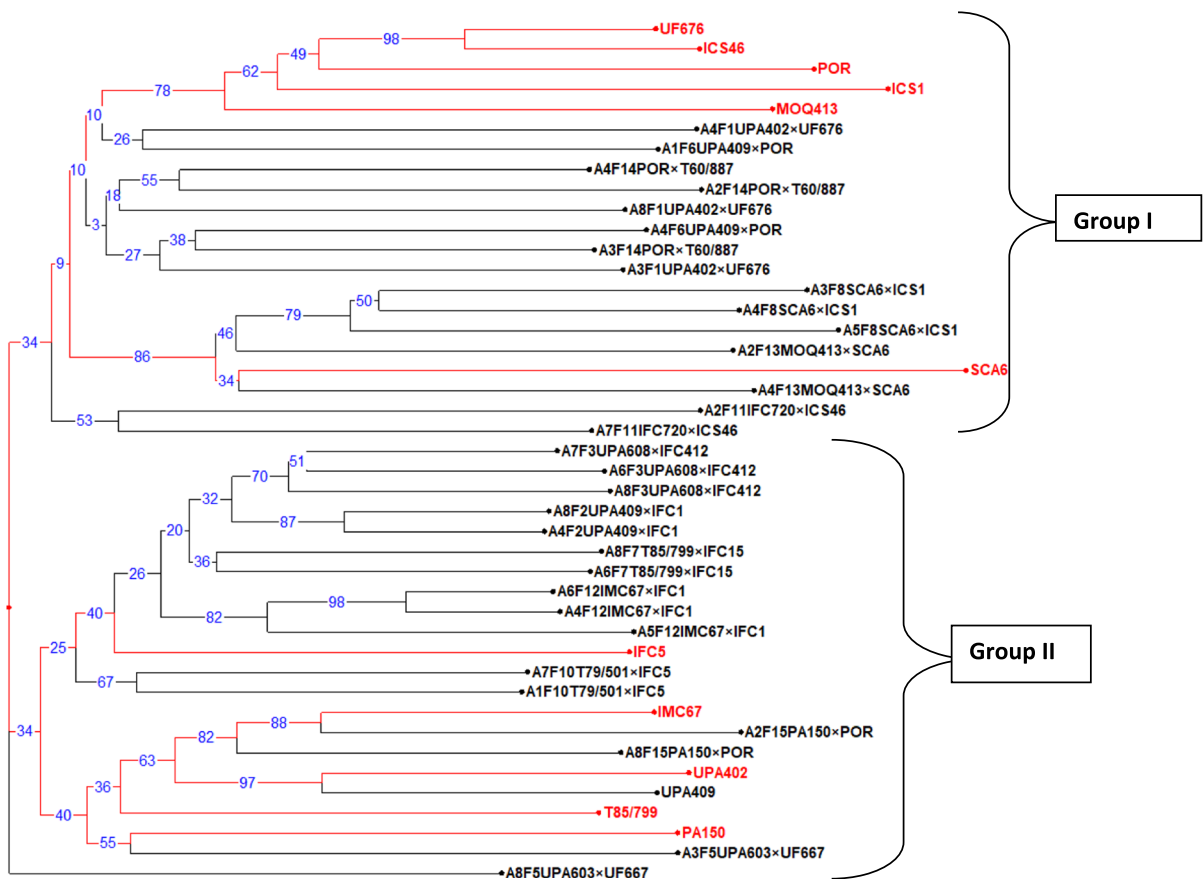 UF676
98
ICS46
49
POR
62
78
ICS1
MOQ413
10
A4F1UPA402×UF676
26
A1F6UPA409×POR
10
A4F14POR×T60/887
55
A2F14POR×T60/887
18
A8F1UPA402×UF676
3
Group I
A4F6UPA409×POR
38
A3F14POR×T60/887
27
A3F1UPA402×UF676
9
A3F8SCA6×ICS1
50
A4F8SCA6×ICS1
79
A5F8SCA6×ICS1
46
A2F13MOQ413×SCA6
34
86
SCA6
34
A4F13MOQ413×SCA6
A2F11IFC720×ICS46
53
A7F11IFC720×ICS46
A7F3UPA608×IFC412
51
A6F3UPA608×IFC412
70
A8F3UPA608×IFC412
32
A8F2UPA409×IFC1
87
A4F2UPA409×IFC1
20
A8F7T85/799×IFC15
36
A6F7T85/799×IFC15
26
A6F12IMC67×IFC1
98
A4F12IMC67×IFC1
82
40
A5F12IMC67×IFC1
25
IFC5
Group II
A7F10T79/501×IFC5
67
A1F10T79/501×IFC5
IMC67
88
A2F15PA150×POR
34
82
A8F15PA150×POR
63
UPA402
97
36
UPA409
T85/799
40
PA150
55
A3F5UPA603×UF667
A8F5UPA603×UF667